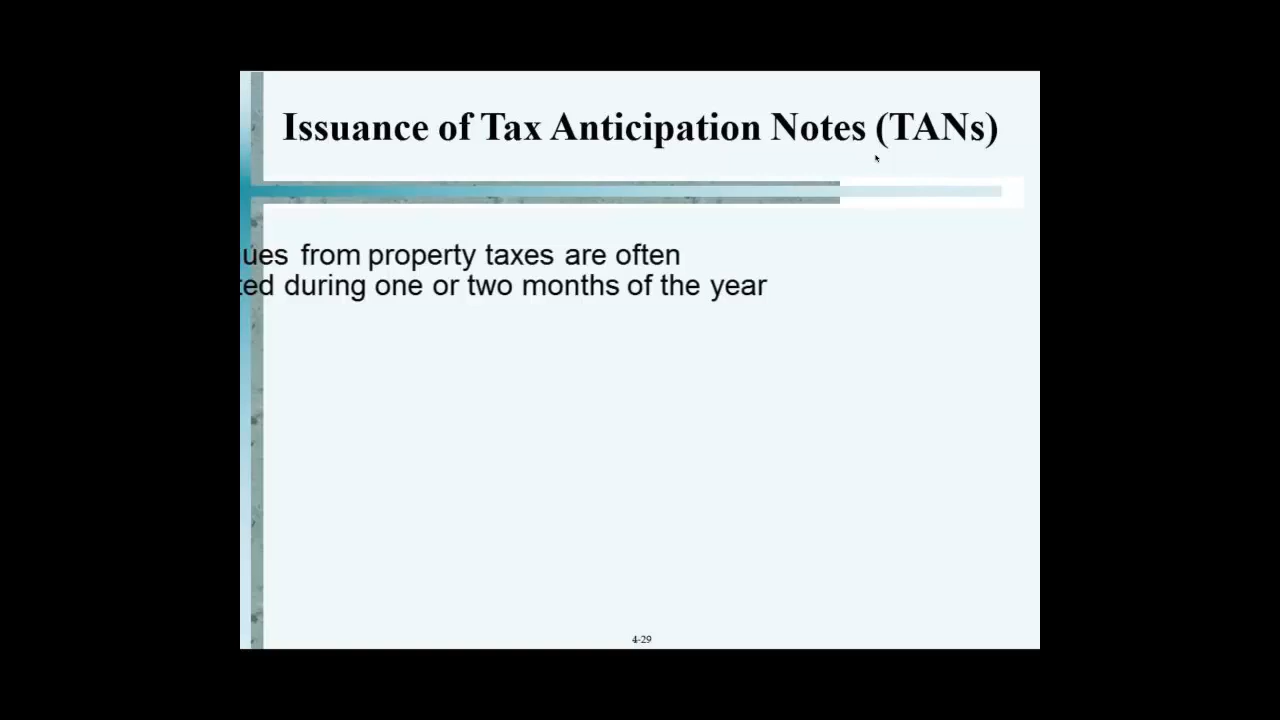 Issuance of Tax Anticipation Notes (TANs)
ues from property taxes are often
ted during one or two months of the year
4-29